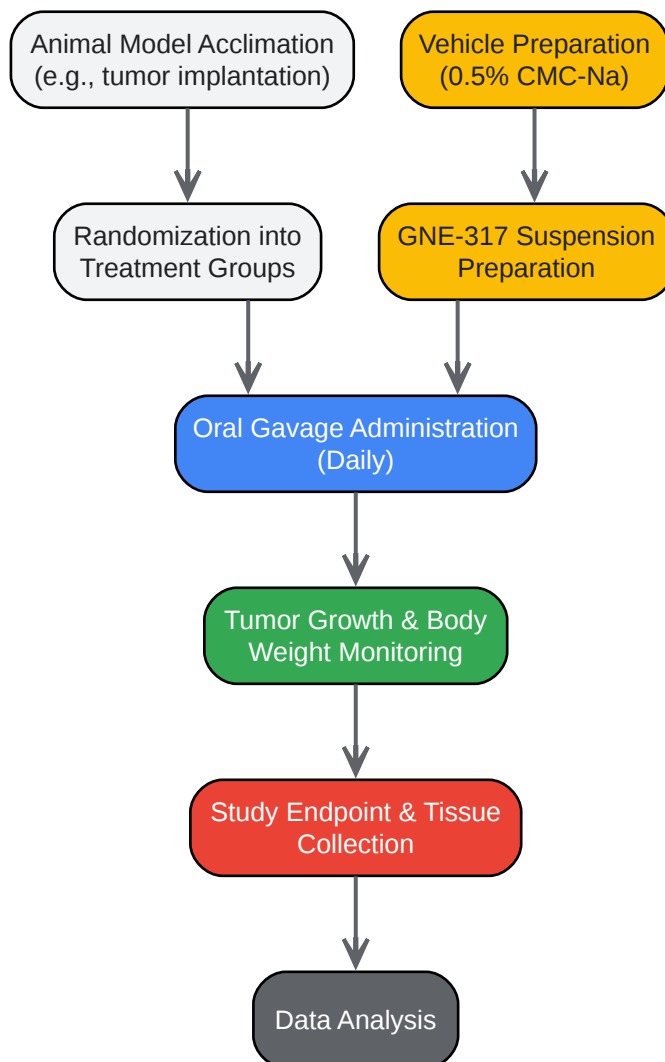 Animal Model Acclimation
(e.g., tumor implantation)
Vehicle Preparation
(0.5% CMC-Na)
Randomization into
Treatment Groups
GNE-317 Suspension
Preparation
Oral Gavage Administration
(Daily)
Tumor Growth & Body
Weight Monitoring
Study Endpoint & Tissue
Collection
Data Analysis